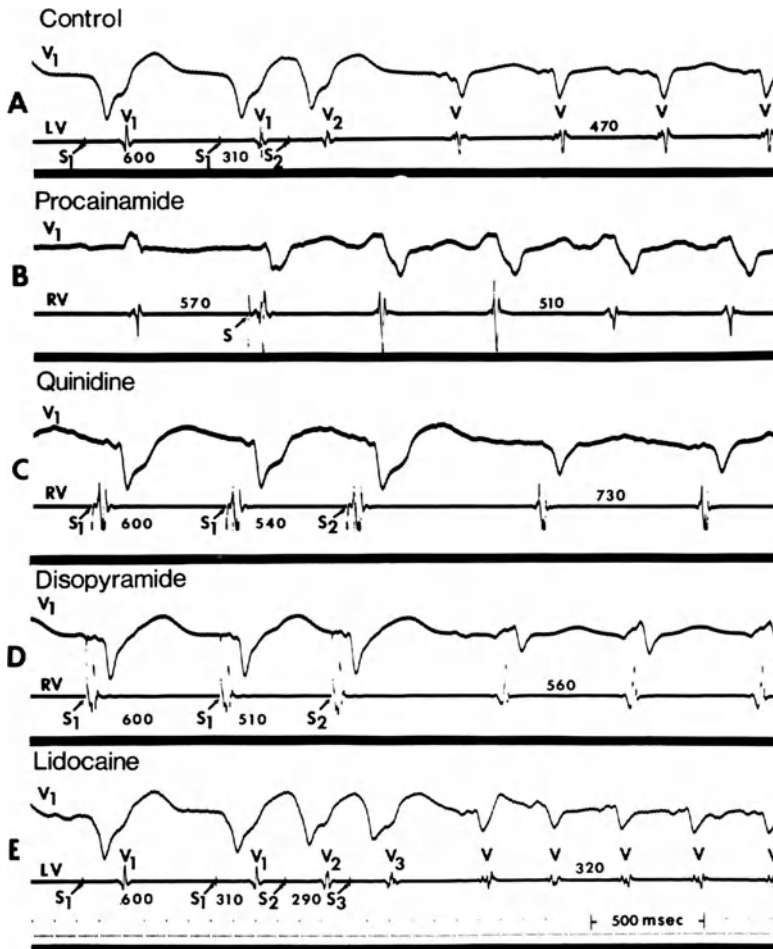 Control
V1
A
V1 V1 V2 V V V V
LV
S1 600 S1 310 S2 470
Procainamide
V1
B
RV 570 510
S
Quinidine
V1
C
RV 730
S1 600 S1 540 S2
Disopyramide
V1
D
RV 560
S1 600 S1 510 S2
Lidocaine
V1
E
V1 V1 V2 V3 V V V V V
LV 320
S1 600 S1 310 S2 290 S3
500 msec